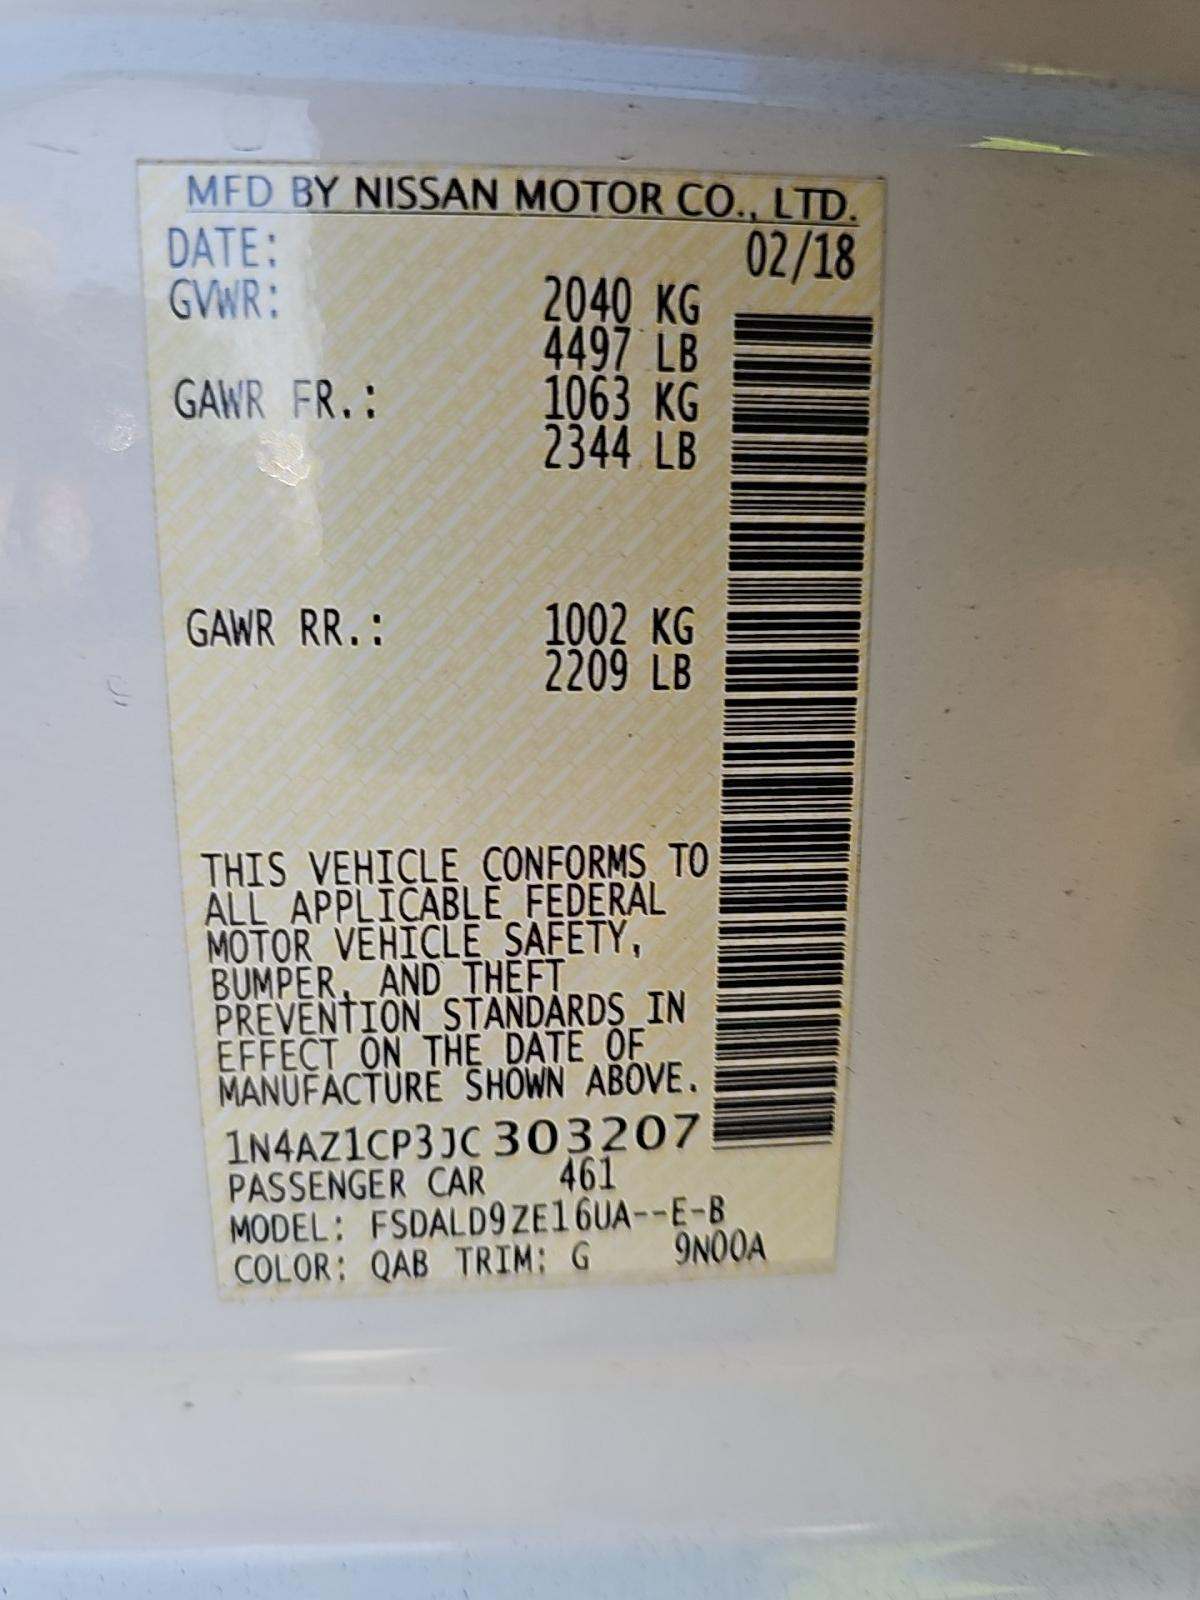 MFD BY NISSAN MOTOR CO., LTD.
DATE: 02/18
GVWR: 2040 KG
4497 LB
GAWR FR.: 1063 KG
2344 LB
GAWR RR.: 1002 KG
2209 LB
THIS VEHICLE CONFORMS TO
ALL APPLICABLE FEDERAL
MOTOR VEHICLE SAFETY,
BUMPER, AND THEFT
PREVENTION STANDARDS IN
EFFECT ON THE DATE OF
MANUFACTURE SHOWN ABOVE.
1N4AZ1CP3JC303207
PASSENGER CAR 461
MODEL: FSDALD9ZE16UA--E-B
COLOR: QAB TRIM: G 9N00A